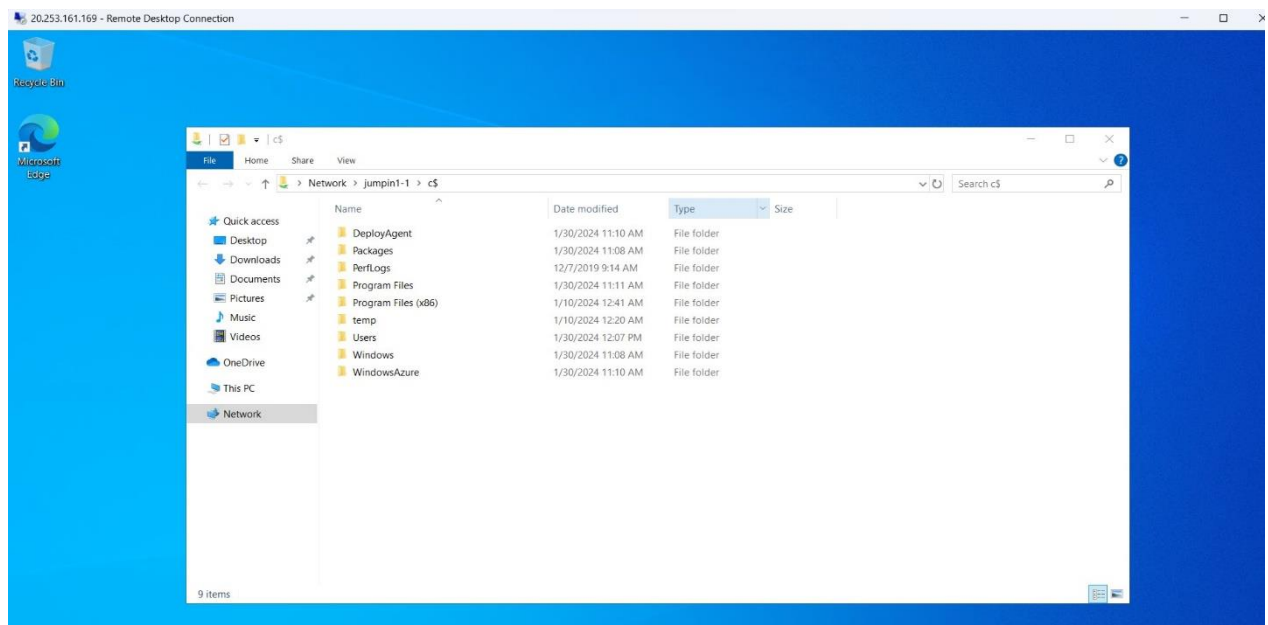 20.253.161.169 - Remote Desktop Connection
Recycle Bin
Microsoft
Edge
c$
File Home Share View
Network > jumpin1-1 > c$
Search c$
Name Date modified Type Size
Quick access
Desktop
Downloads
Documents
Pictures
Music
Videos
OneDrive
This PC
Network
DeployAgent 1/30/2024 11:10 AM File folder
Packages 1/30/2024 11:08 AM File folder
PerfLogs 12/7/2019 9:14 AM File folder
Program Files 1/30/2024 11:11 AM File folder
Program Files (x86) 1/10/2024 12:41 AM File folder
temp 1/10/2024 12:20 AM File folder
Users 1/30/2024 12:07 PM File folder
Windows 1/30/2024 11:08 AM File folder
WindowsAzure 1/30/2024 11:10 AM File folder
9 items